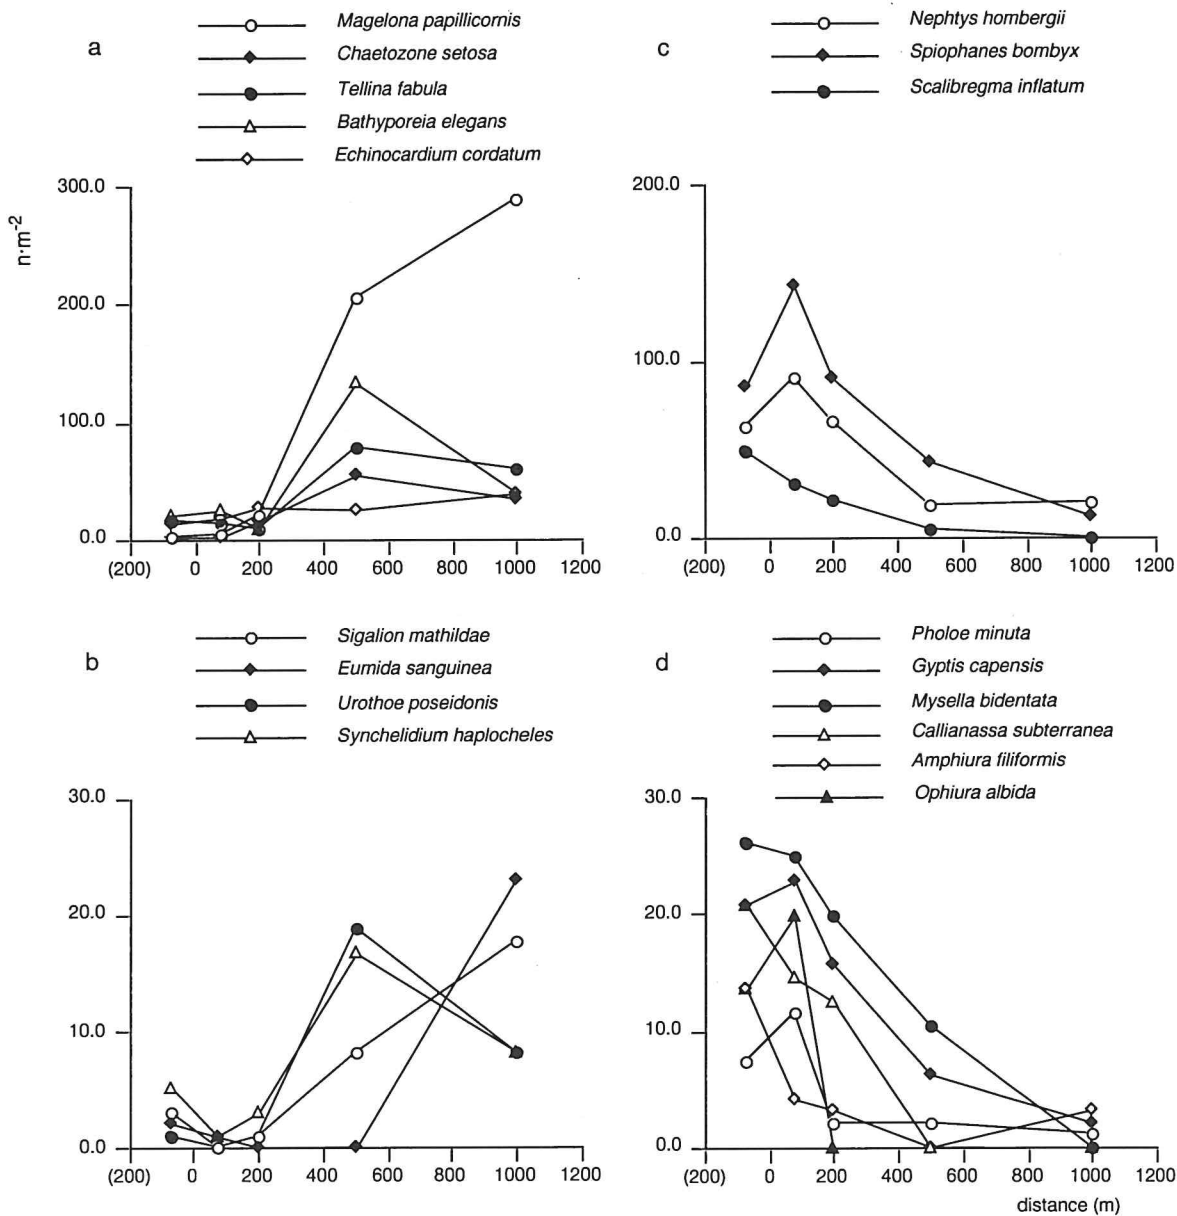 a
Magelona papillicornis
Chaetozone setosa
Tellina fabula
Bathyporeia elegans
Echinocardium cordatum
n·m-2
300.0
200.0
100.0
0.0
(200) 0 200 400 600 800 1000 1200
c
Nephtys hombergii
Spiophanes bombyx
Scalibregma inflatum
200.0
100.0
0.0
(200) 0 200 400 600 800 1000 1200
b
Sigalion mathildae
Eumida sanguinea
Urothoe poseidonis
Synchelidium haplocheles
30.0
20.0
10.0
0.0
(200) 0 200 400 600 800 1000 1200
d
Pholoe minuta
Gyptis capensis
Mysella bidentata
Callianassa subterranea
Amphiura filiformis
Ophiura albida
30.0
20.0
10.0
0.0
(200) 0 200 400 600 800 1000 1200
distance (m)